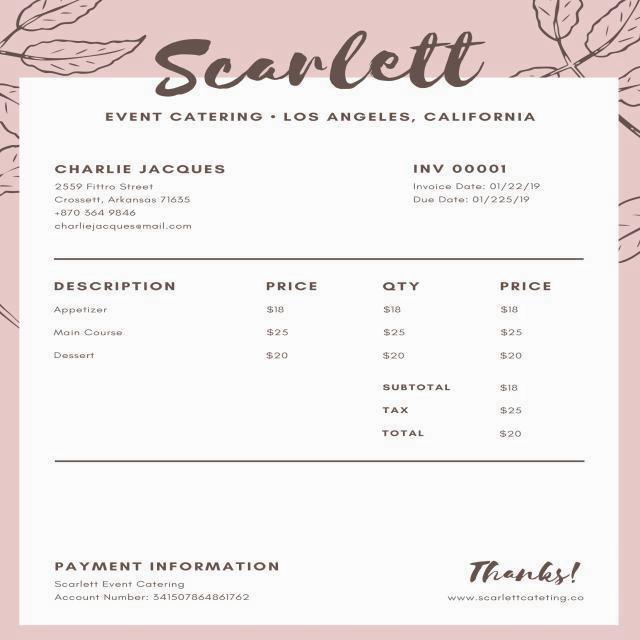 Scarlett
EVENT CATERING • LOS ANGELES, CALIFORNIA
CHARLIE JACQUES
2559 Fittro Street
Crossett, Arkansas 71635
+870 364 9846
charliejacques@mail.com
INV 00001
Invoice Date: 01/22/19
Due Date: 01/225/19
DESCRIPTION PRICE QTY PRICE
Appetizer $18 $18 $18
Main Course $25 $25 $25
Dessert $20 $20 $20
SUBTOTAL $18
TAX $25
TOTAL $20
PAYMENT INFORMATION
Scarlett Event Catering
Account Number: 341507864861762
Thanks!
www.scarlettcateting.co